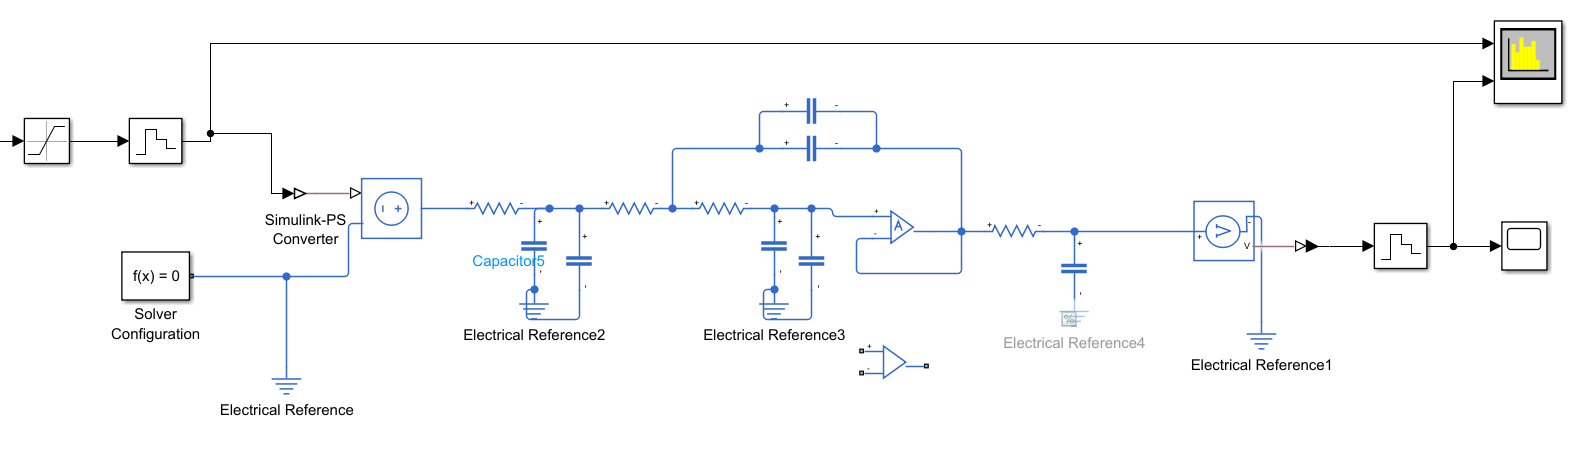 Simulink-PS
Converter
f(x) = 0
Solver
Configuration
Electrical Reference
Capacitor5
Electrical Reference2
Electrical Reference3
A
Electrical Reference4
V
V
Electrical Reference1